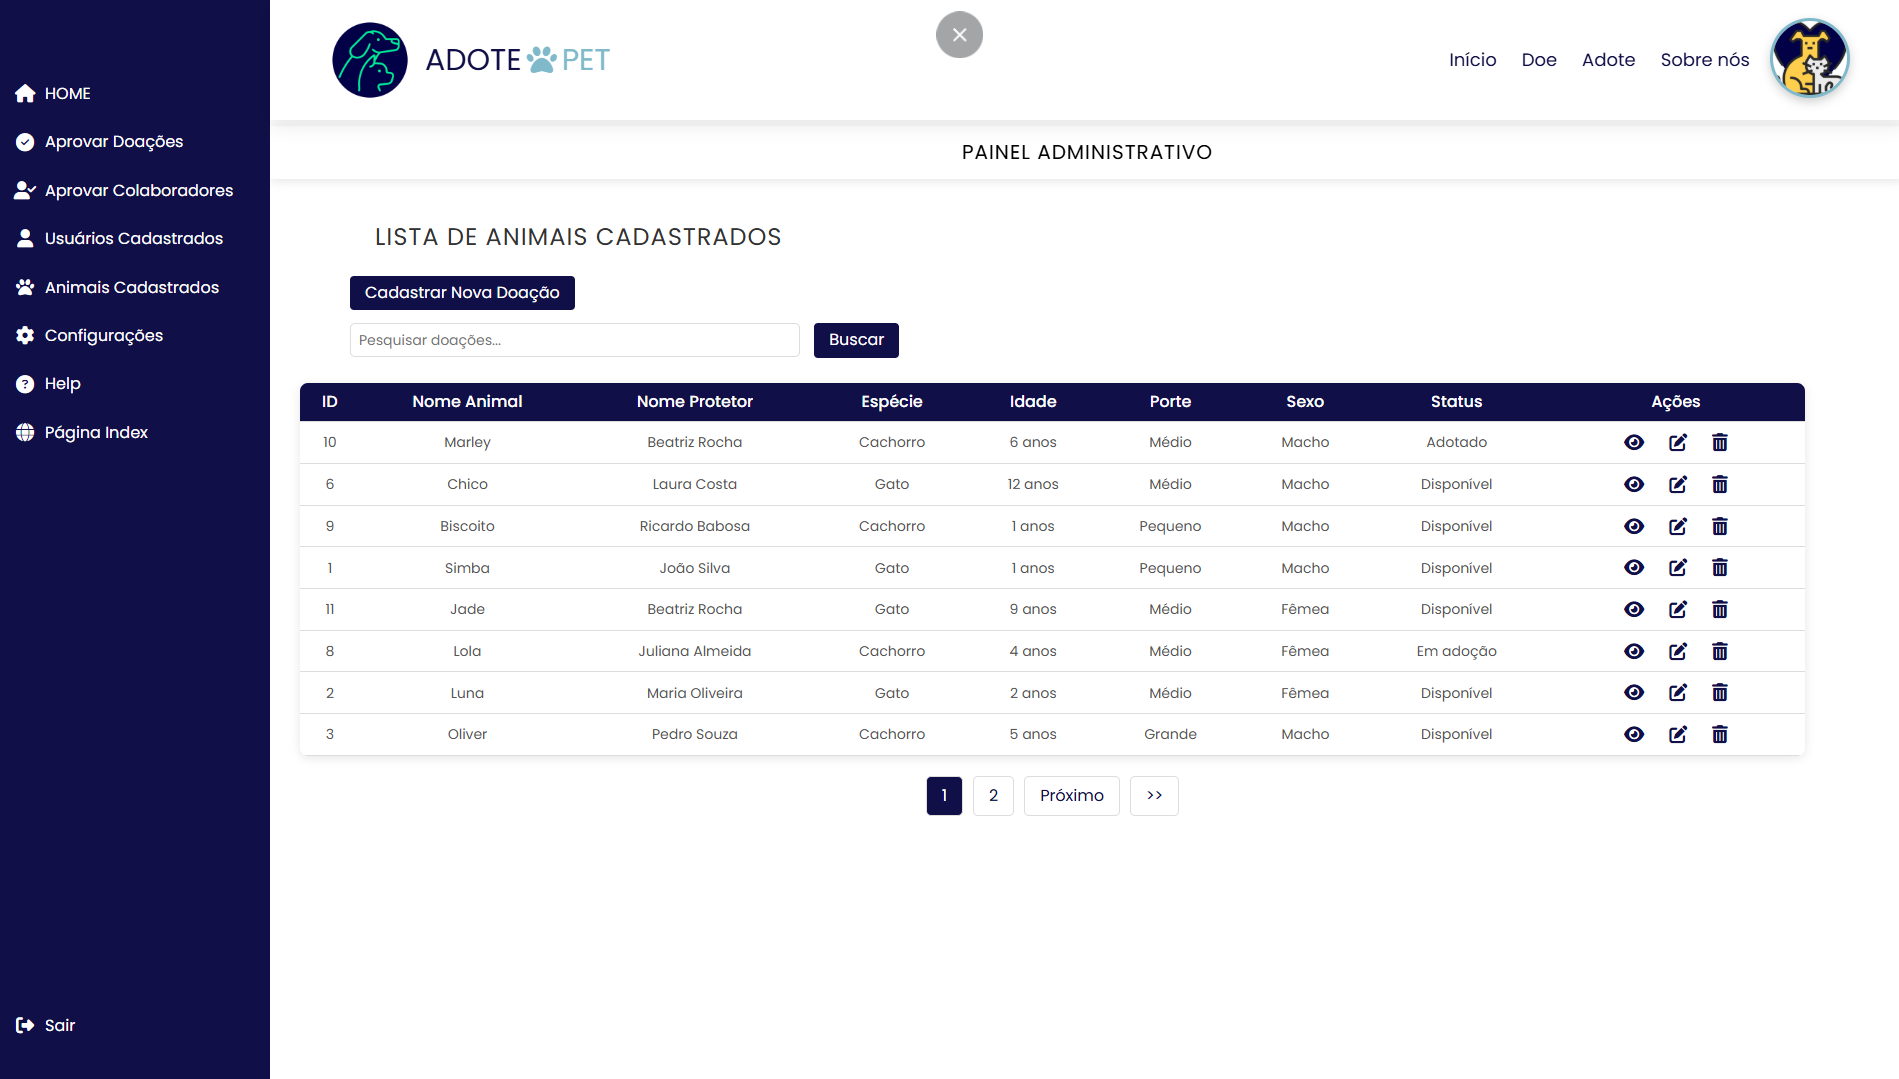 HOME
Aprovar Doações
Aprovar Colaboradores
Usuários Cadastrados
Animais Cadastrados
Configurações
Help
Página Index
Sair
ADOTE PET
Início Doe Adote Sobre nós
PAINEL ADMINISTRATIVO
LISTA DE ANIMAIS CADASTRADOS
Cadastrar Nova Doação
Pesquisar doações... Buscar
ID Nome Animal Nome Protetor Espécie Idade Porte Sexo Status Ações
10 Marley Beatriz Rocha Cachorro 6 anos Médio Macho Adotado
6 Chico Laura Costa Gato 12 anos Médio Macho Disponível
9 Biscoito Ricardo Babosa Cachorro 1 anos Pequeno Macho Disponível
1 Simba João Silva Gato 1 anos Pequeno Macho Disponível
11 Jade Beatriz Rocha Gato 9 anos Médio Fêmea Disponível
8 Lola Juliana Almeida Cachorro 4 anos Médio Fêmea Em adoção
2 Luna Maria Oliveira Gato 2 anos Médio Fêmea Disponível
3 Oliver Pedro Souza Cachorro 5 anos Grande Macho Disponível
1 2 Próximo >>